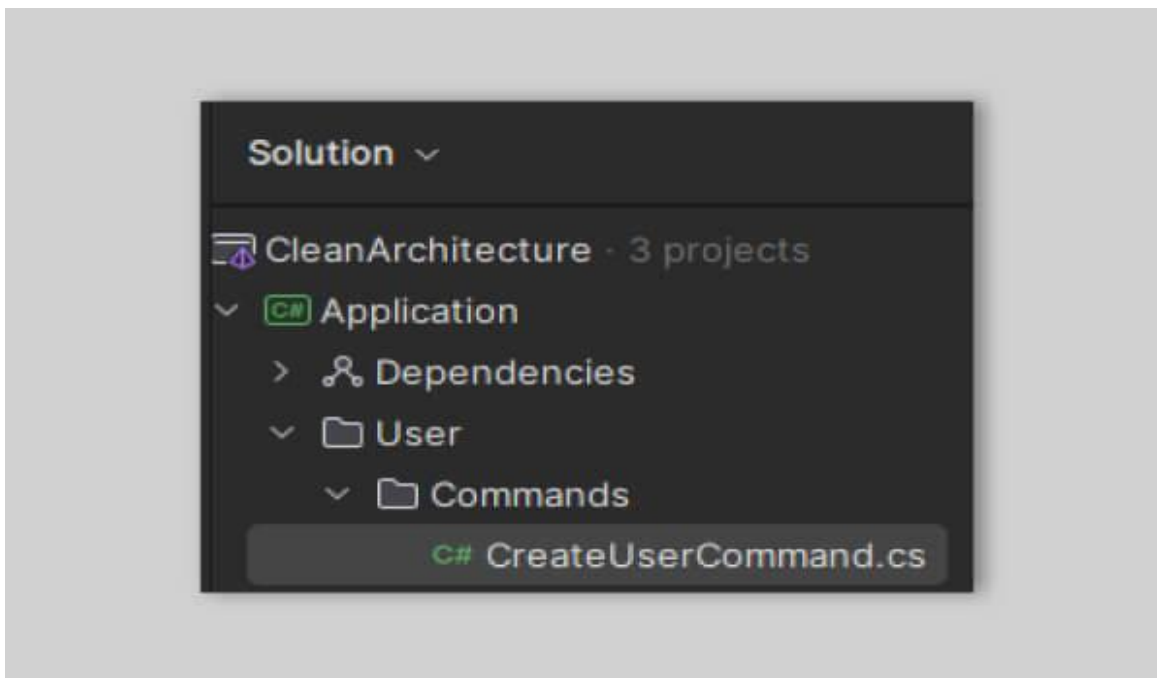 Solution
CleanArchitecture · 3 projects
C# Application
Dependencies
User
Commands
C# CreateUserCommand.cs